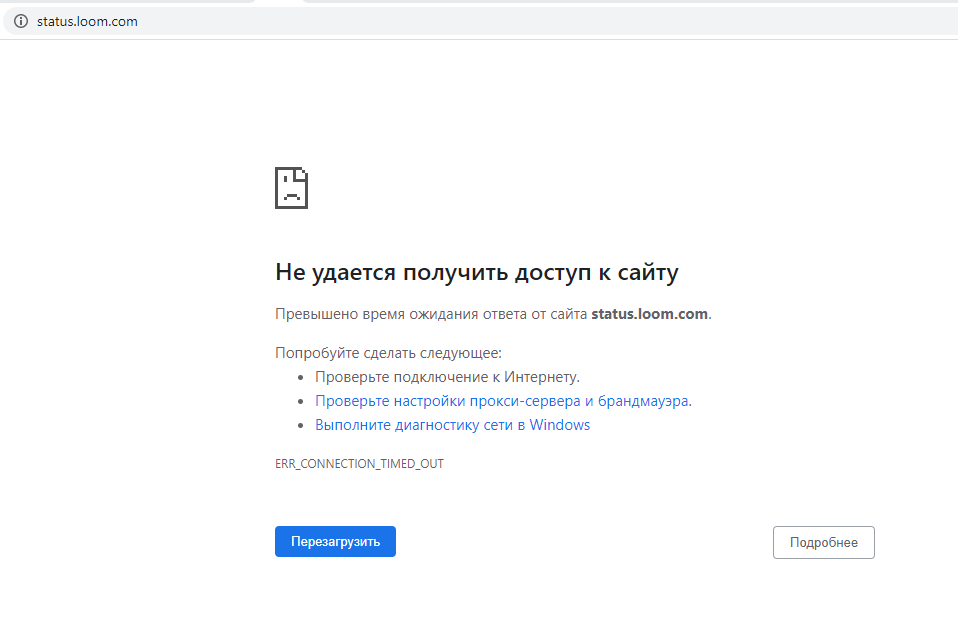 status.loom.com
Не удается получить доступ к сайту
Превышено время ожидания ответа от сайта status.loom.com.
Попробуйте сделать следующее:
Проверьте подключение к Интернету.
Проверьте настройки прокси-сервера и брандмауэра.
Выполните диагностику сети в Windows
ERR_CONNECTION_TIMED_OUT
Перезагрузить
Подробнее